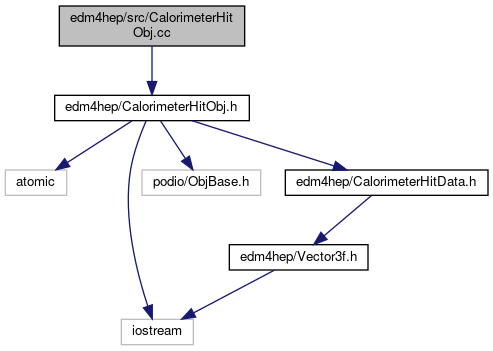 edm4hep/src/CalorimeterHit
Obj.cc
edm4hep/CalorimeterHitObj.h
atomic
podio/ObjBase.h
edm4hep/CalorimeterHitData.h
edm4hep/Vector3f.h
iostream